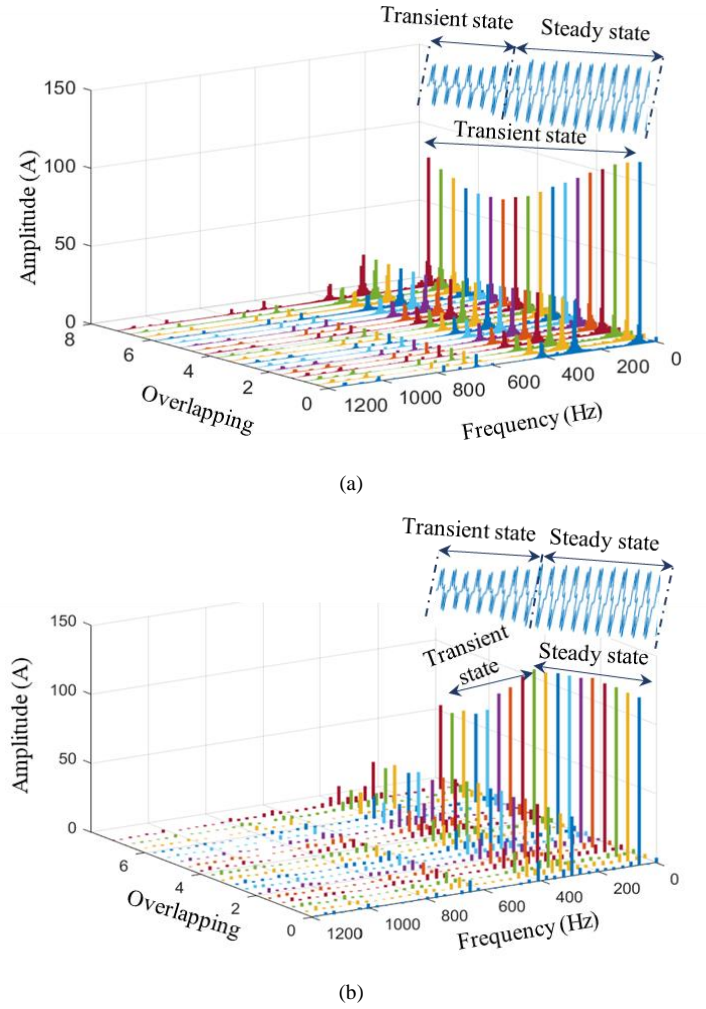 Transient state Steady state
Transient state
150
100
50
0
Amplitude (A)
8
6
4
2
0
Overlapping
1200
1000
800
600
400
200
0
Frequency (Hz)
(a)
Transient state Steady state
Transient
state
Steady state
150
100
50
0
Amplitude (A)
6
4
2
0
Overlapping
1200
1000
800
600
400
200
0
Frequency (Hz)
(b)